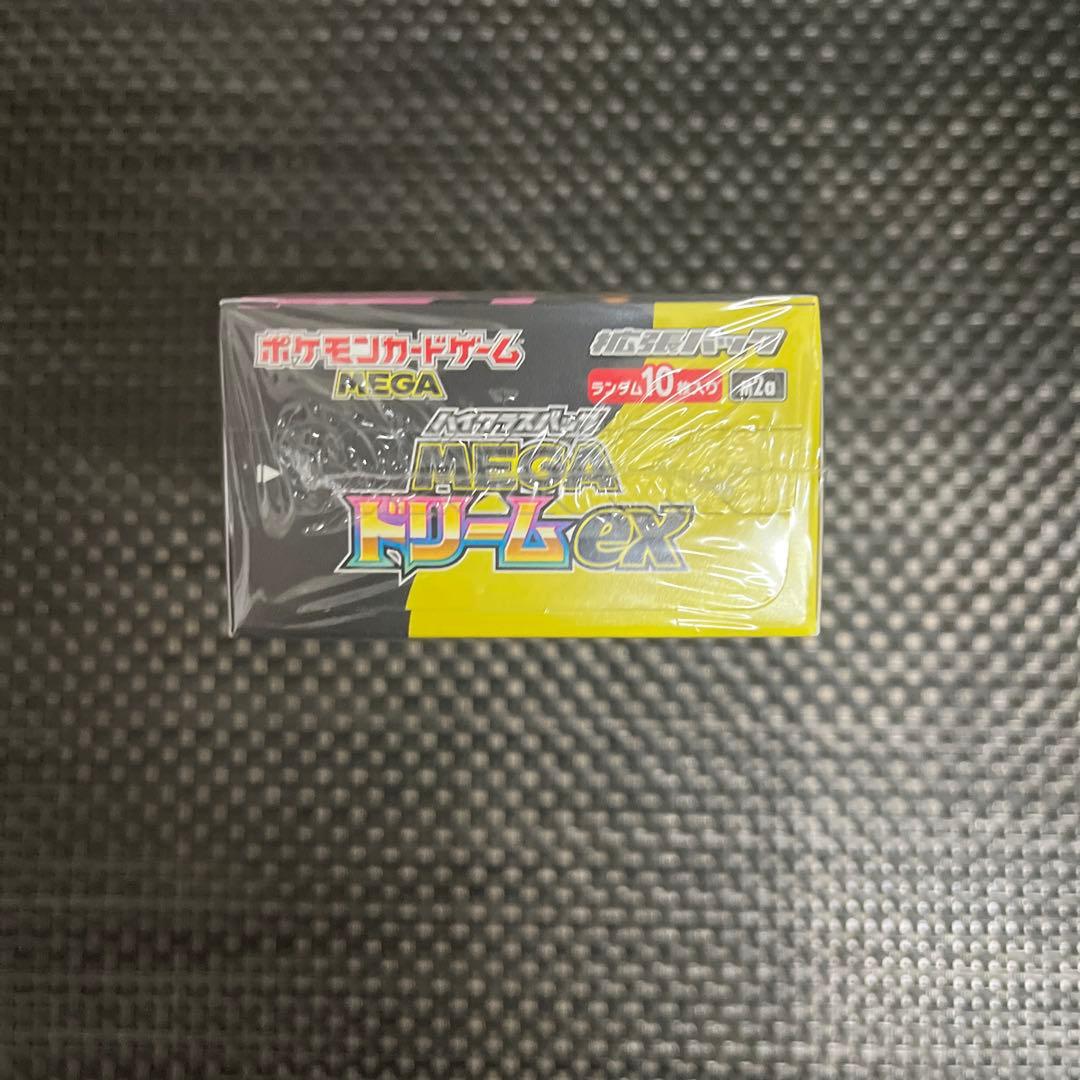 ポケモンカードゲーム
MEGA
拡張パック
ランダム10枚入り
m2a
ハイクラスパック
MEGA
ドリームex